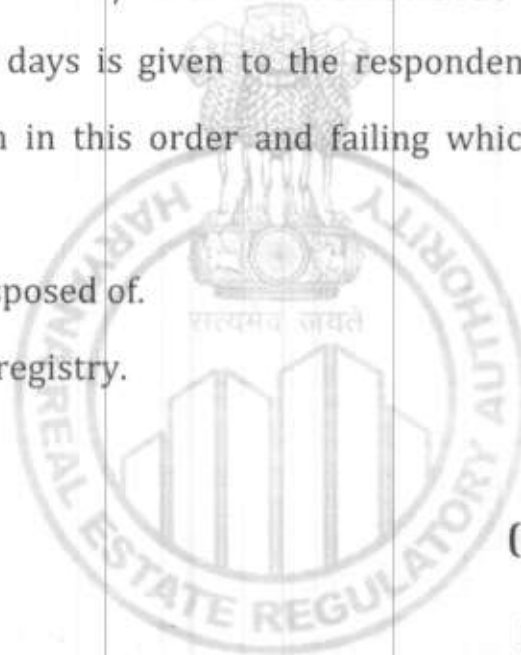 days is given to the responden
in this order and failing whic
sposed of.
सत्यमेव जयते
registry.
HARYANA REAL ESTATE REGULATORY AUTHORITY